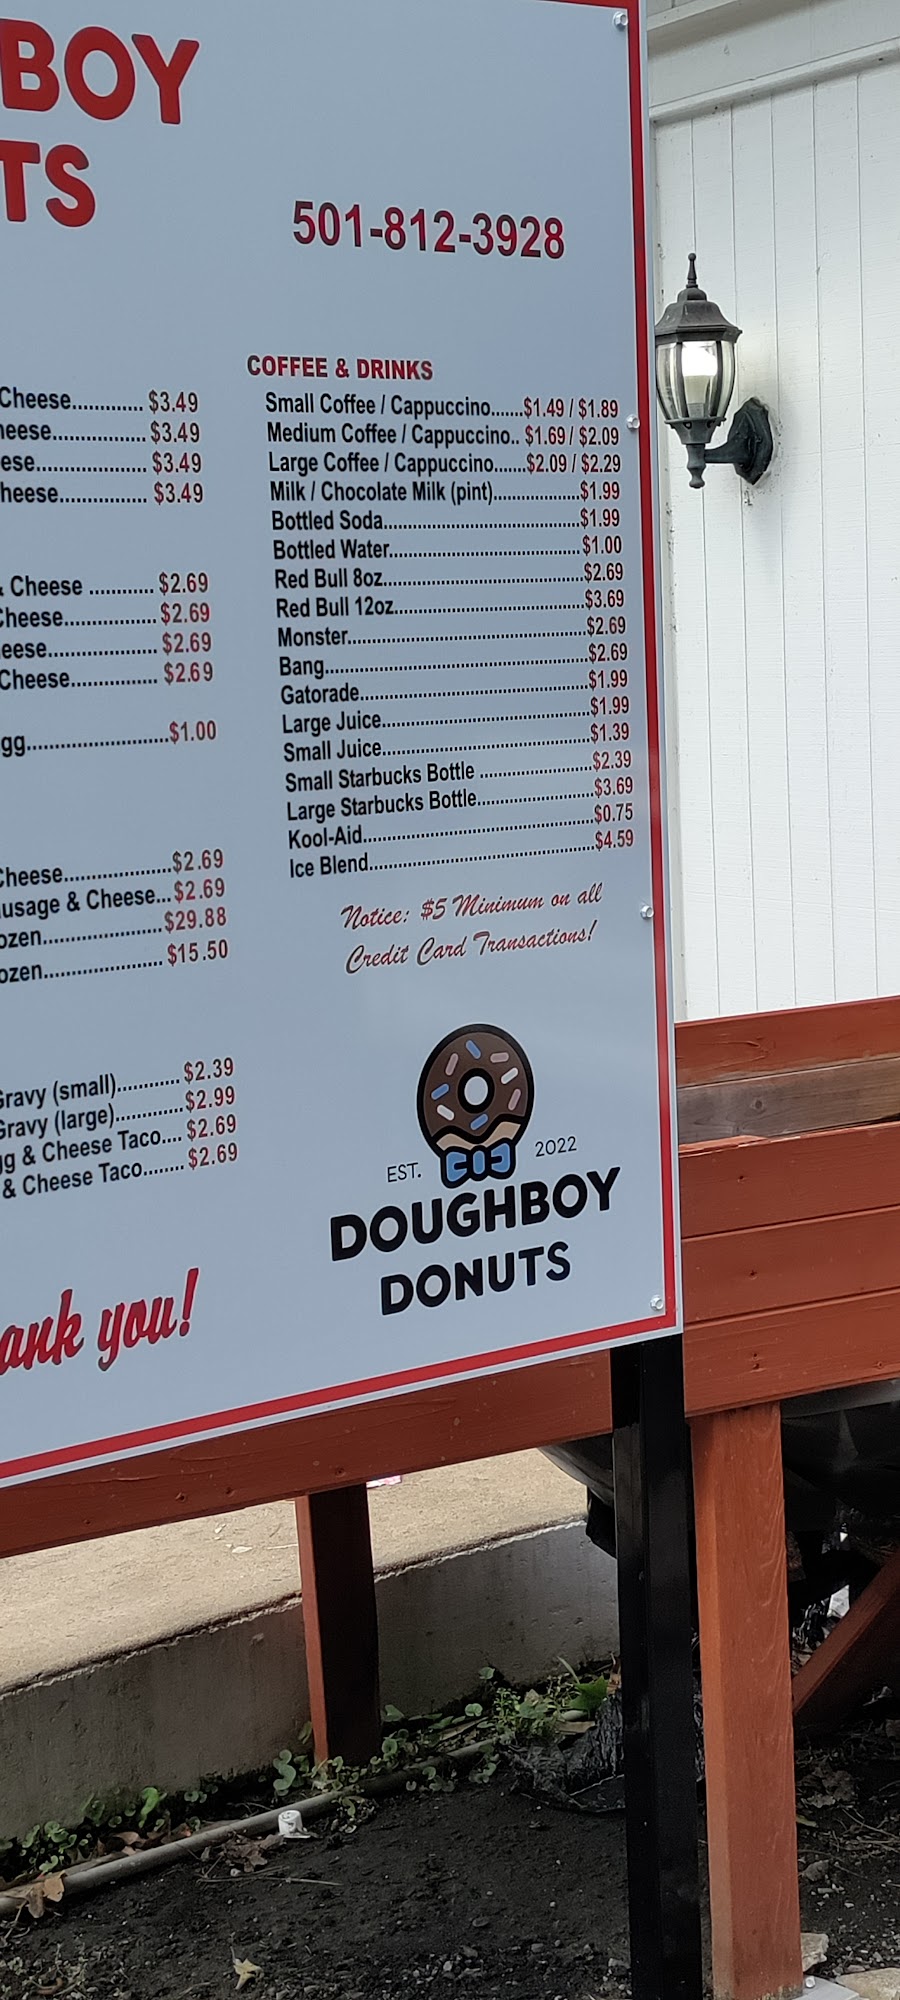 BOY
TS
501-812-3928
Cheese............. $3.49
heese.................. $3.49
ese..................... $3.49
heese................. $3.49
& Cheese ............ $2.69
Cheese................. $2.69
eese.................... $2.69
Cheese................ $2.69
gg..........................$1.00
Cheese....................$2.69
usage & Cheese...$2.69
ozen......................$29.88
ozen...................... $15.50
Gravy (small)............ $2.39
Gravy (large).............$2.99
gg & Cheese Taco.... $2.69
& Cheese Taco........ $2.69
ank you!
COFFEE & DRINKS
Small Coffee / Cappuccino.......$1.49 / $1.89
Medium Coffee / Cappuccino.. $1.69 / $2.09
Large Coffee / Cappuccino.......$2.09 / $2.29
Milk / Chocolate Milk (pint)..................$1.99
Bottled Soda..........................................$1.99
Bottled Water.........................................$1.00
Red Bull 8oz...........................................$2.69
Red Bull 12oz.........................................$3.69
Monster...................................................$2.69
Bang........................................................$2.69
Gatorade.................................................$1.99
Large Juice.............................................$1.99
Small Juice.............................................$1.39
Small Starbucks Bottle ........................$2.39
Large Starbucks Bottle.........................$3.69
Kool-Aid..................................................$0.75
Ice Blend.................................................$4.59
Notice: $5 Minimum on all
Credit Card Transactions!
EST. 2022
DOUGHBOY
DONUTS